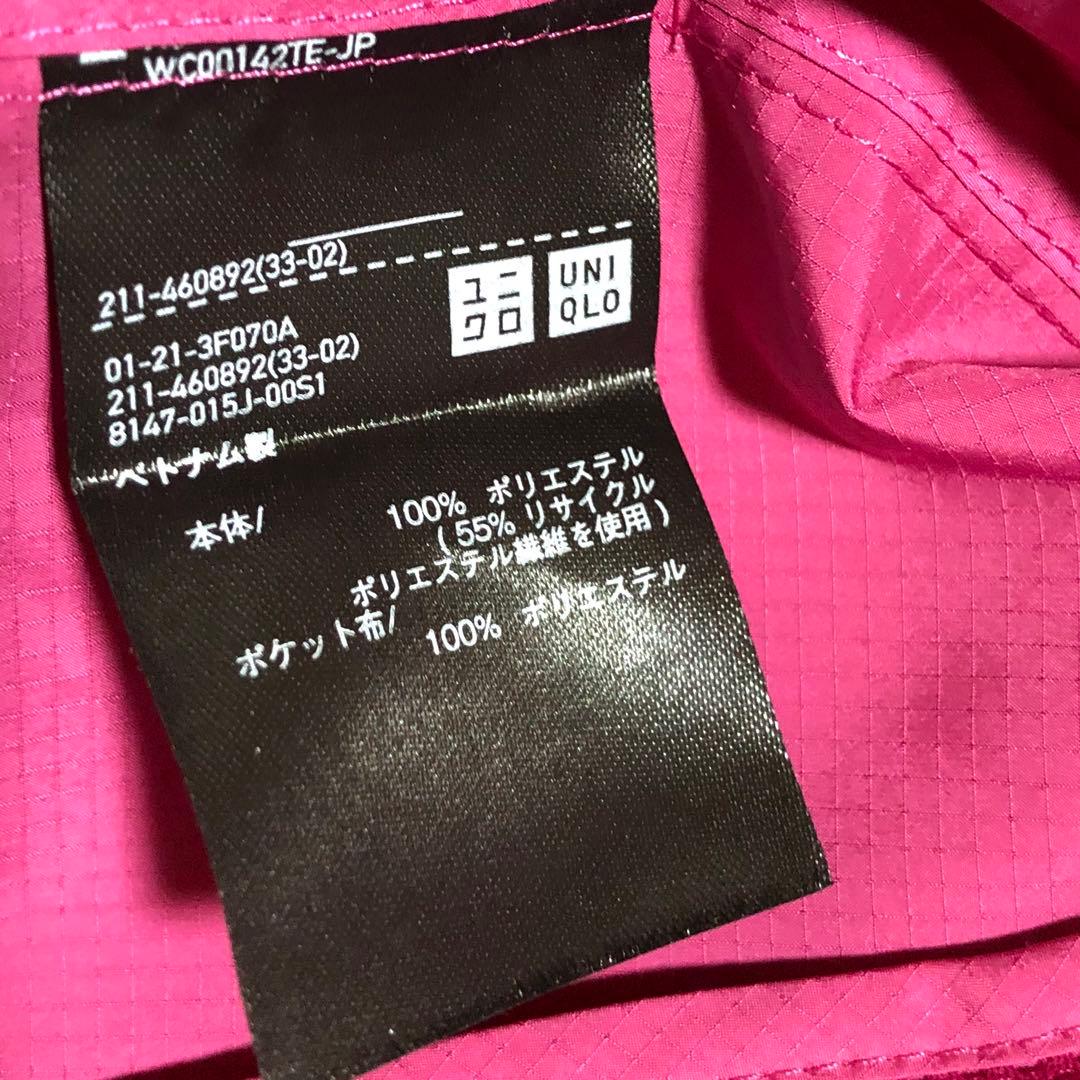 WC00142TE-JP
211-460892(33-02)
ユニ
クロ
UNI
QLO
01-21-3F070A
211-460892(33-02)
8147-015J-00S1
ベトナム製
本体/
100% ポリエステル
(55% リサイクル
ポリエステル繊維を使用)
ポケット布/
100% ポリエステル